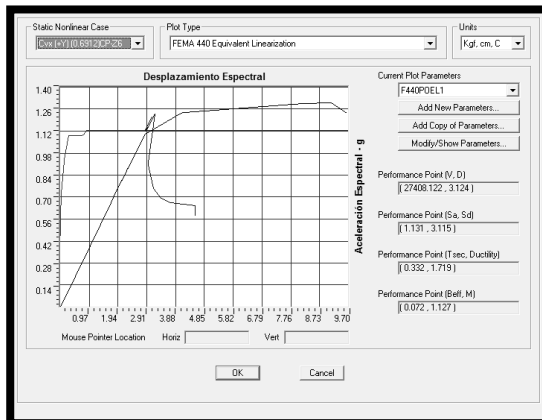 Static Nonlinear Case
Cvx (+Y) (0.6912)CP-Z6
Plot Type
FEMA 440 Equivalent Linearization
Units
Kgf, cm, C
Desplazamiento Espectral
1.40
1.26
1.12
0.98
0.84
0.70
0.56
0.42
0.28
0.14
0.97 1.94 2.91 3.88 4.85 5.82 6.79 7.76 8.73 9.70
Aceleración Espectral - g
Mouse Pointer Location Horiz Vert
Current Plot Parameters
F440POEL1
Add New Parameters...
Add Copy of Parameters...
Modify/Show Parameters...
Performance Point (V, D)
( 27408.122 , 3.124 )
Performance Point (Sa, Sd)
( 1.131 , 3.115 )
Performance Point (Tsec, Ductility)
( 0.332 , 1.719 )
Performance Point (Beff, M)
( 0.072 , 1.127 )
OK Cancel